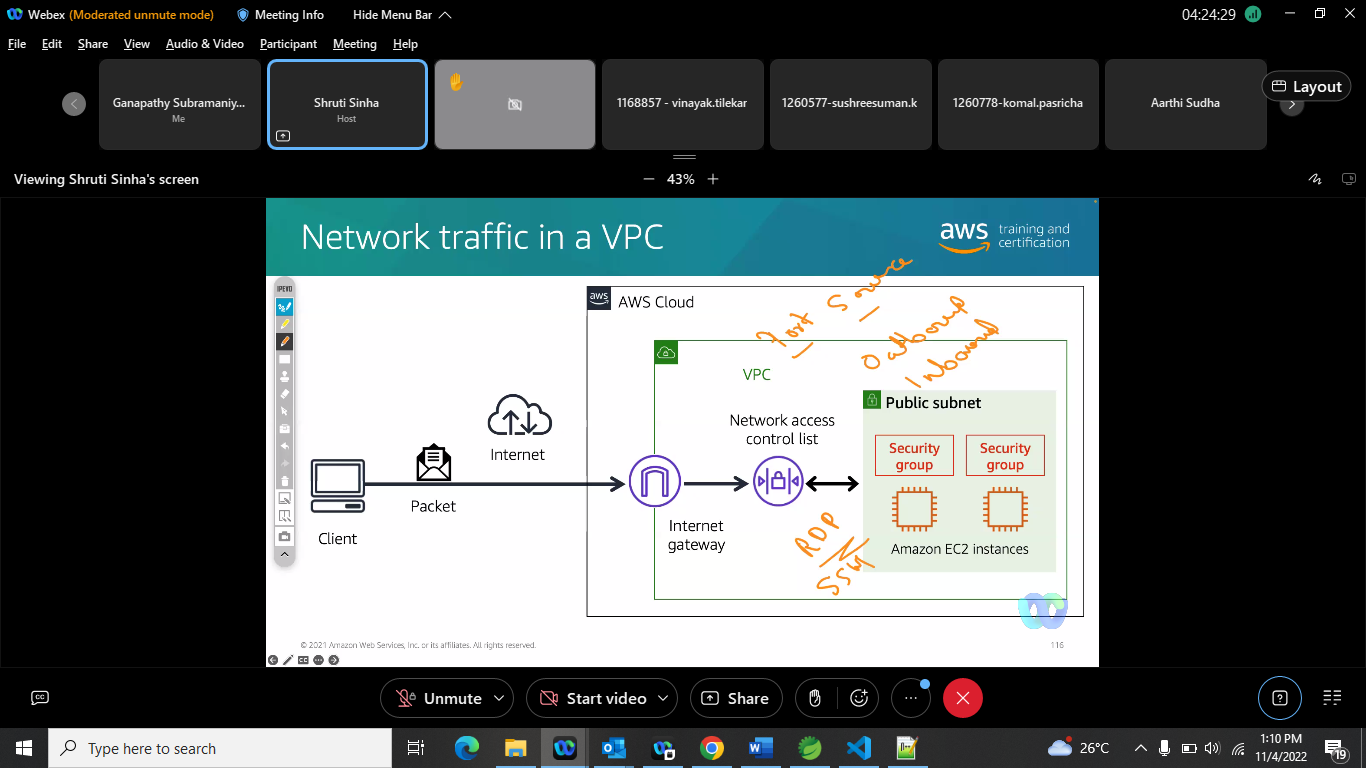 Webex (Moderated unmute mode) Meeting Info Hide Menu Bar 04:24:29
File Edit Share View Audio & Video Participant Meeting Help
Ganapathy Subramaniy...
Me
Shruti Sinha
Host
1168857 - vinayak.tilekar
1260577-sushreesuman.k
1260778-komal.pasricha
Aarthi Sudha
Layout
Viewing Shruti Sinha's screen
43%
Network traffic in a VPC
aws training and
certification
IPEVO
aws AWS Cloud
Port Source
Outbound
Inbound
VPC
Public subnet
Network access
control list
Security
group
Security
group
Internet
Packet
Client
Internet
gateway
RDP
SSH
Amazon EC2 instances
© 2021 Amazon Web Services, Inc. or its affiliates. All rights reserved.
116
CC
Unmute Start video Share
Type here to search
26°C
1:10 PM
11/4/2022
19